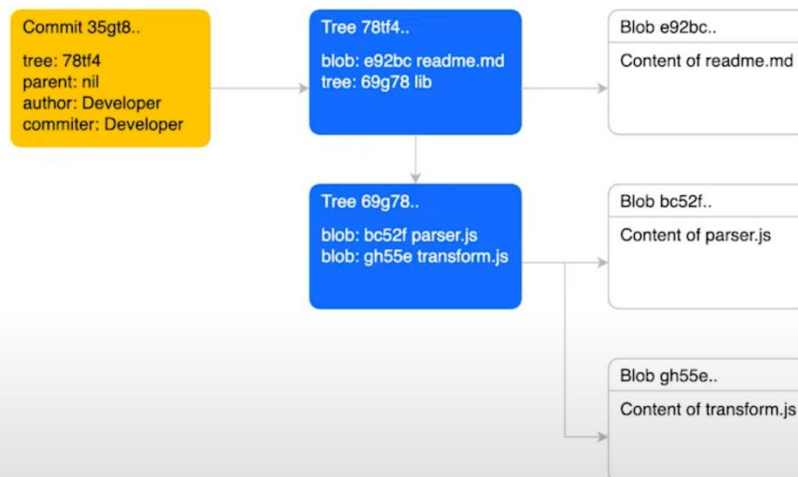 Commit 35gt8..
tree: 78tf4
parent: nil
author: Developer
commiter: Developer
Tree 78tf4..
blob: e92bc readme.md
tree: 69g78 lib
Blob e92bc..
Content of readme.md
Tree 69g78..
blob: bc52f parser.js
blob: gh55e transform.js
Blob bc52f..
Content of parser.js
Blob gh55e..
Content of transform.js